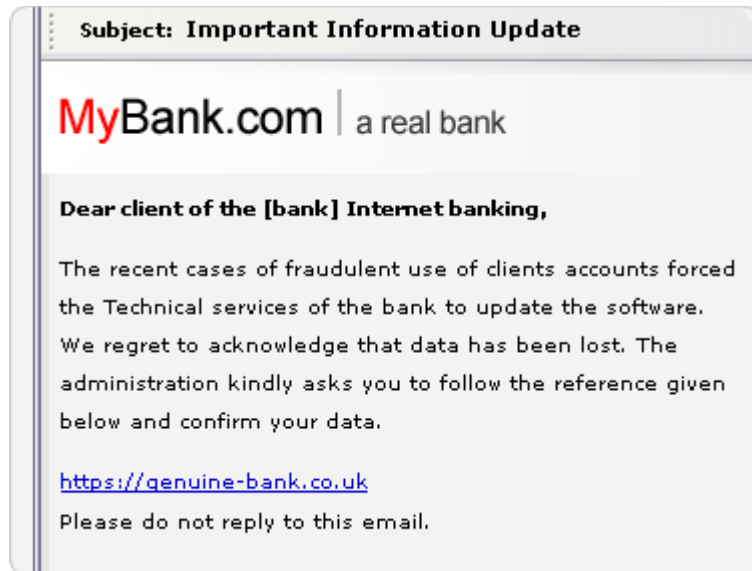 Subject: Important Information Update
MyBank.com | a real bank
Dear client of the [bank] Internet banking,
The recent cases of fraudulent use of clients accounts forced
the Technical services of the bank to update the software.
We regret to acknowledge that data has been lost. The
administration kindly asks you to follow the reference given
below and confirm your data.
https://genuine-bank.co.uk
Please do not reply to this email.